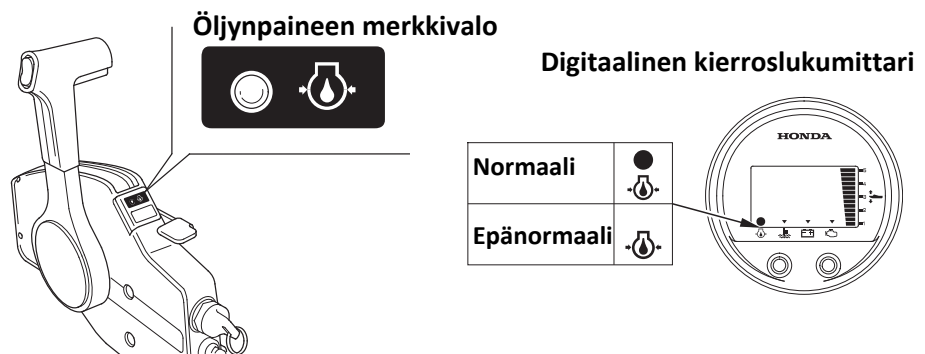 Öljynpaineen merkkivalo
Digitaalinen kierroslukumittari
HONDA
Normaali
Epänormaali